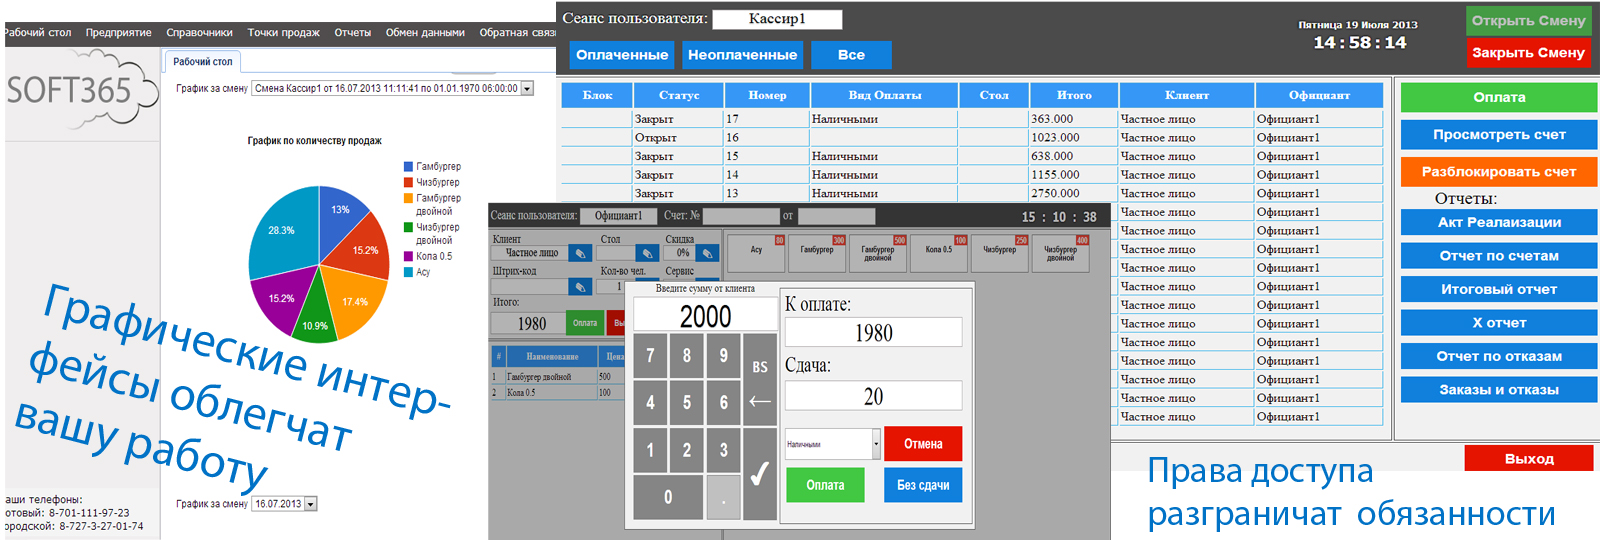 Рабочий стол Предприятие Справочники Точки продаж Отчеты Обмен данными Обратная связ
SOFT365
Рабочий стол
График за смену Смена Кассир1 от 16.07.2013 11:11:41 по 01.01.1970 06:00:00
График по количеству продаж
13%
15.2%
17.4%
10.9%
15.2%
28.3%
Гамбургер
Чизбургер
Гамбургер
двойной
Чизбургер
двойной
Кола 0.5
Асу
Графические интер-
фейсы облегчат
вашу работу
График за смену 16.07.2013
аши телефоны:
отовый: 8-701-111-97-23
ородской: 8-727-3-27-01-74
Сеанс пользователя: Кассир1
Пятница 19 Июля 2013
14:58:14
Открыть Смену
Закрыть Смену
Оплаченные Неоплаченные Все
Блок Статус Номер Вид Оплаты Стол Итого Клиент Официант
Закрыт 17 Наличными 363.000 Частное лицо Официант1
Открыт 16 1023.000 Частное лицо Официант1
Закрыт 15 Наличными 638.000 Частное лицо Официант1
Закрыт 14 Наличными 1155.000 Частное лицо Официант1
Закрыт 13 Наличными 2750.000 Частное лицо Официант1
Частное лицо Официант1
Частное лицо Официант1
Частное лицо Официант1
Частное лицо Официант1
Частное лицо Официант1
Частное лицо Официант1
Частное лицо Официант1
Частное лицо Официант1
Частное лицо Официант1
Частное лицо Официант1
Частное лицо Официант1
Частное лицо Официант1
Оплата
Просмотреть счет
Разблокировать счет
Отчеты:
Акт Реалаизации
Отчет по счетам
Итоговый отчет
X отчет
Отчет по отказам
Заказы и отказы
Выход
Сеанс пользователя: Официант1 Счет: № от 15 : 10 : 38
Клиент Стол Скидка
Частное лицо 0%
Штрих-код Кол-во чел. Сервис
1
Итого:
1980 Оплата Вы
# Наименование Цена
1 Гамбургер двойной 500
2 Кола 0.5 100
80 300 500 100 250 400
Асу Гамбургер Гамбургер двойной Кола 0.5 Чизбургер Чизбургер двойной
Введите сумму от клиента
2000
7 8 9 BS
4 5 6 ←
1 2 3 ✓
0 .
К оплате:
1980
Сдача:
20
Наличными Отмена
Оплата Без сдачи
Права доступа
разграничат обязанности